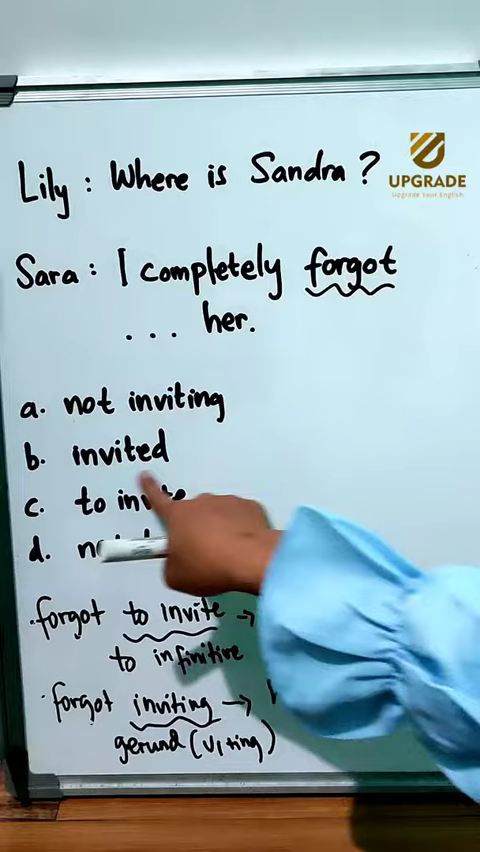 UPGRADE
Upgrade Your English
Lily : Where is Sandra ?
Sara : I completely forgot
. . . her.
a. not inviting
b. invited
c. to invite
d.
forgot to invite →
to infinitive
forgot inviting →
gerund (V1 ing)